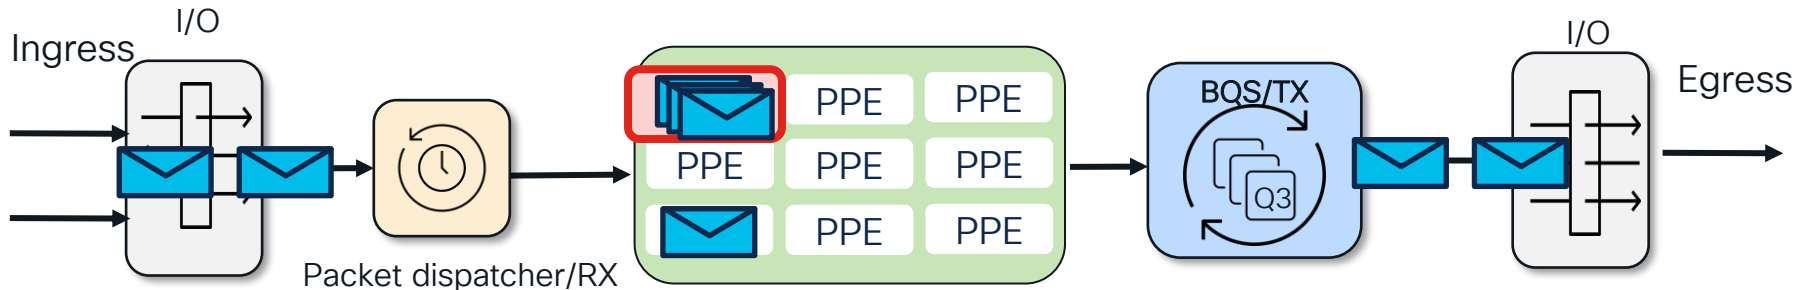 Ingress
I/O
Packet dispatcher/RX
PPE
PPE
PPE
PPE
PPE
PPE
PPE
BQS/TX
Q3
I/O
Egress